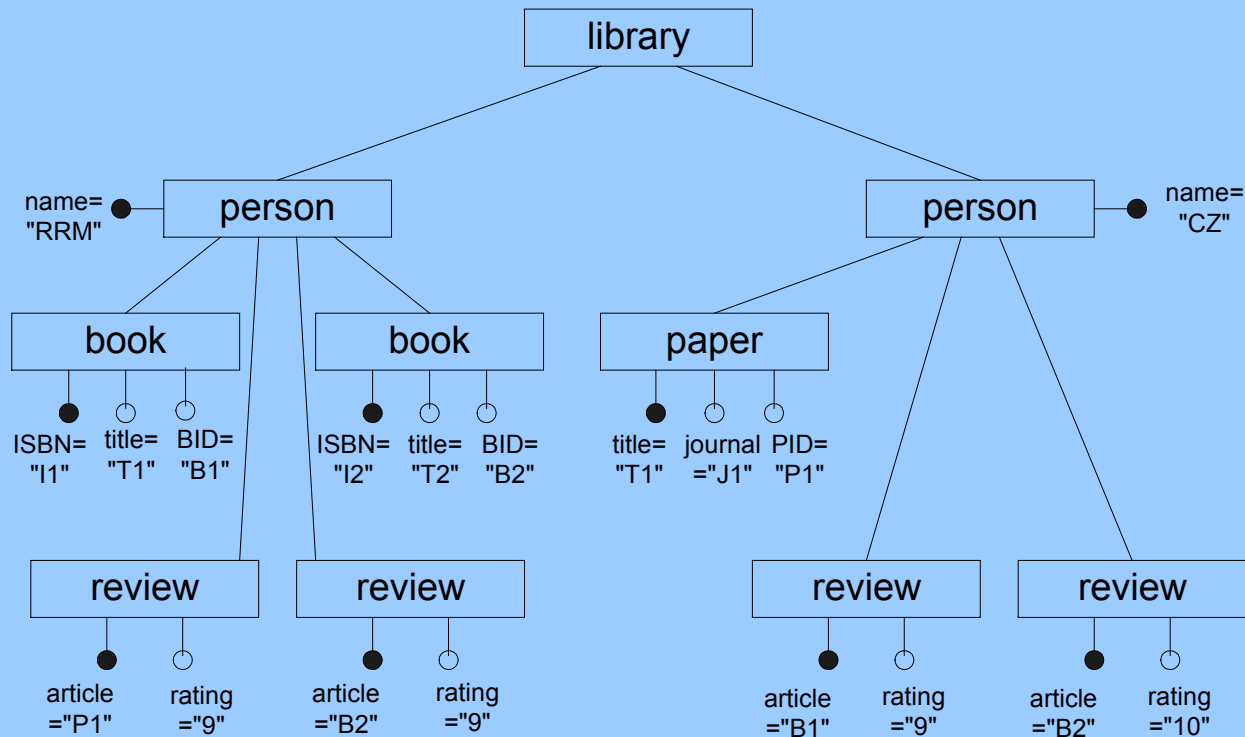 library
name=
"RRM"
person
person
name=
"CZ"
book
book
paper
ISBN=
"I1"
title=
"T1"
BID=
"B1"
ISBN=
"I2"
title=
"T2"
BID=
"B2"
title=
"T1"
journal
="J1"
PID=
"P1"
review
review
review
review
article
="P1"
rating
="9"
article
="B2"
rating
="9"
article
="B1"
rating
="9"
article
="B2"
rating
="10"